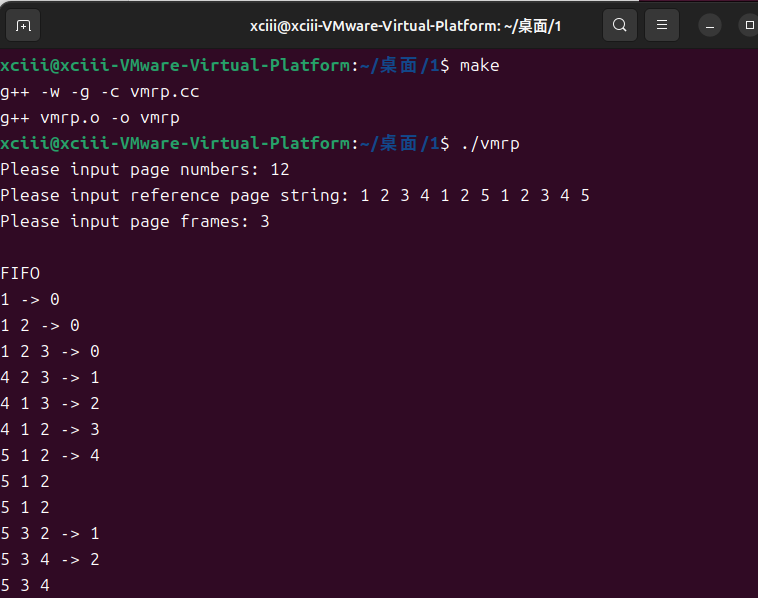 xciii@xciii-VMware-Virtual-Platform: ~/桌面/1
xciii@xciii-VMware-Virtual-Platform:~/桌面/1$ make
g++ -w -g -c vmrp.cc
g++ vmrp.o -o vmrp
xciii@xciii-VMware-Virtual-Platform:~/桌面/1$ ./vmrp
Please input page numbers: 12
Please input reference page string: 1 2 3 4 1 2 5 1 2 3 4 5
Please input page frames: 3
FIFO
1 -> 0
1 2 -> 0
1 2 3 -> 0
4 2 3 -> 1
4 1 3 -> 2
4 1 2 -> 3
5 1 2 -> 4
5 1 2
5 1 2
5 3 2 -> 1
5 3 4 -> 2
5 3 4